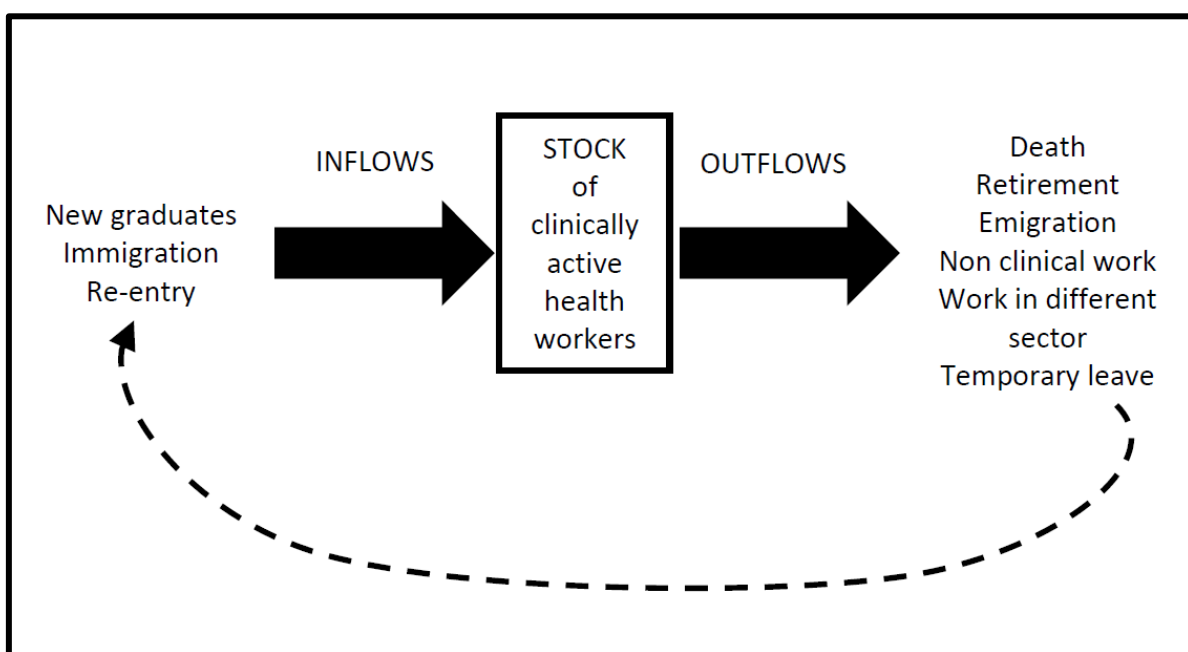 INFLOWS
New graduates
Immigration
Re-entry
STOCK
of
clinically
active
health
workers
OUTFLOWS
Death
Retirement
Emigration
Non clinical work
Work in different
sector
Temporary leave